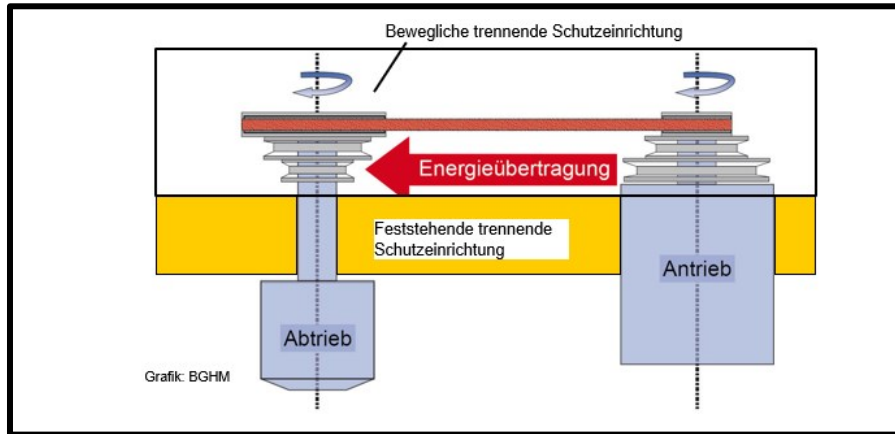 Bewegliche trennende Schutzeinrichtung
Energieübertragung
Feststehende trennende
Schutzeinrichtung
Antrieb
Abtrieb
Grafik: BGHM